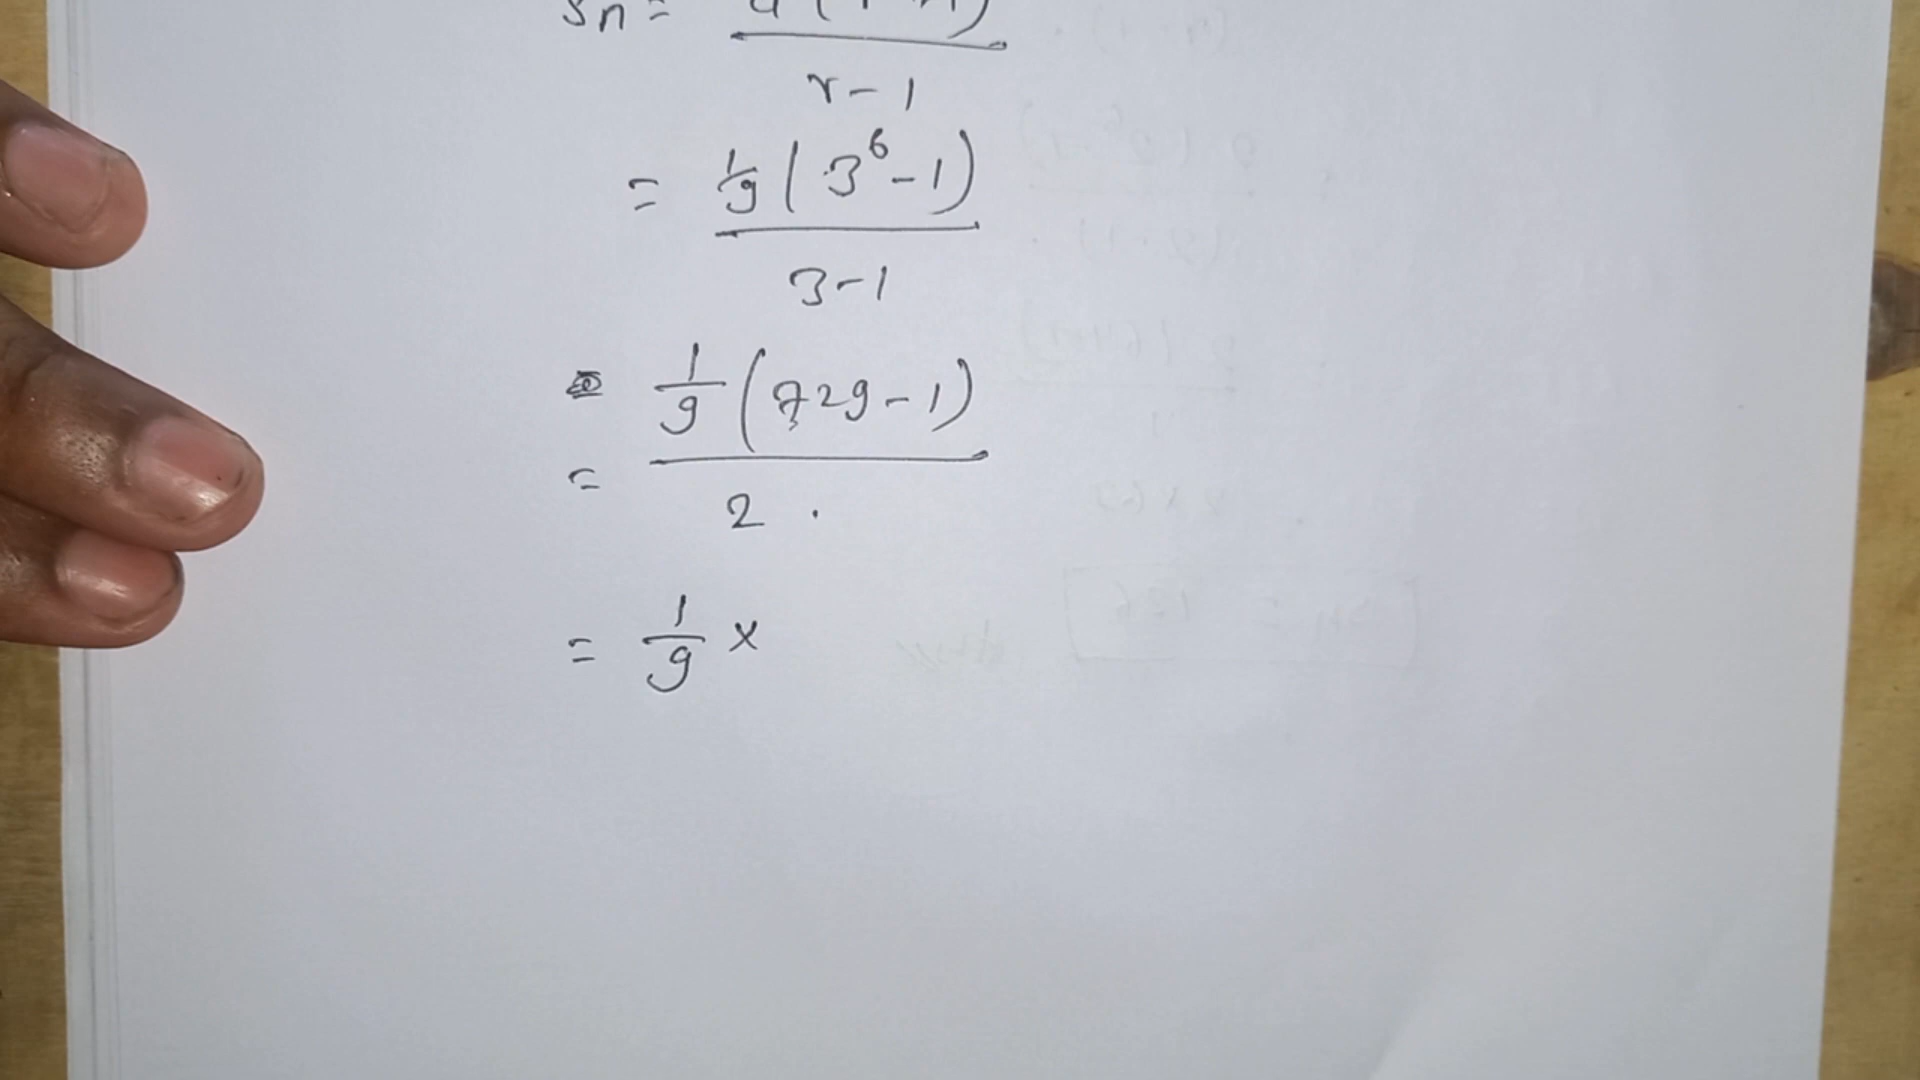 Sn =
r - 1
= 1/9 ( 3^6 - 1 )
3 - 1
1/9 ( 729 - 1 )
=
2 .
= 1/9 ×